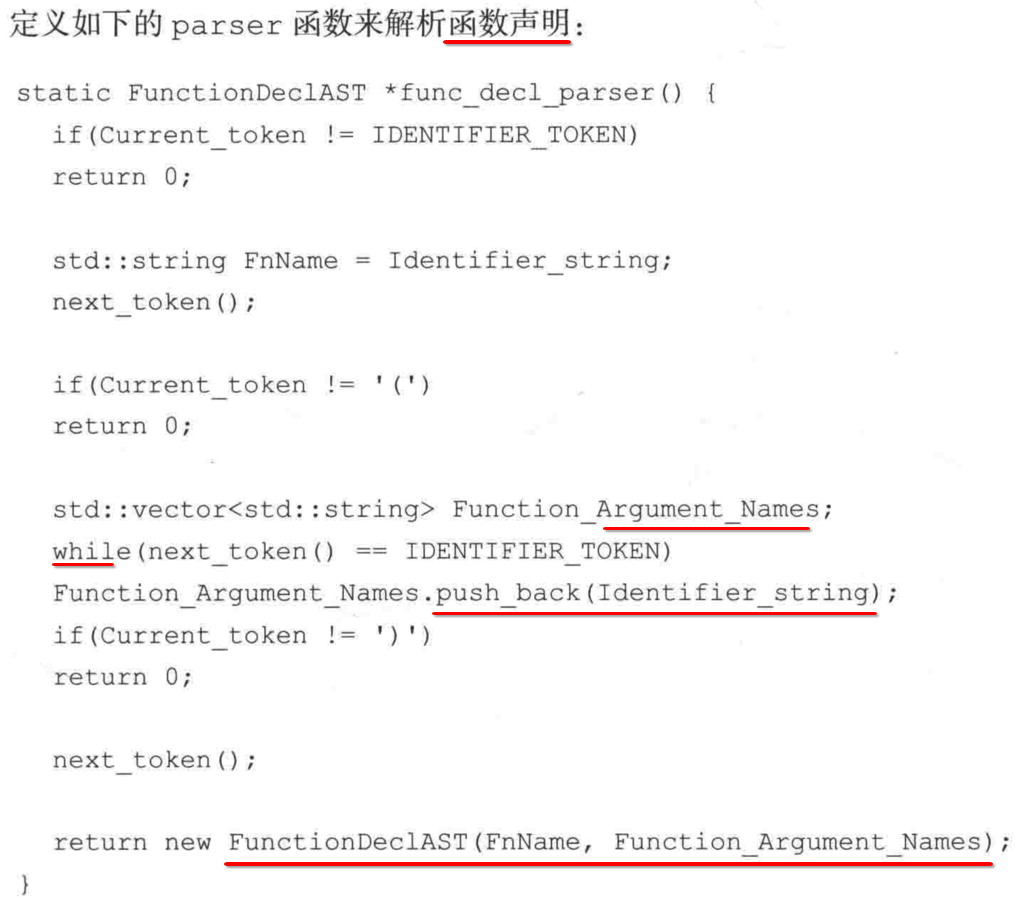 定义如下的 parser 函数来解析函数声明：
static FunctionDeclAST *func_decl_parser() {
if(Current_token != IDENTIFIER_TOKEN)
return 0;
std::string FnName = Identifier_string;
next_token();
if(Current_token != '(')
return 0;
std::vector<std::string> Function_Argument_Names;
while(next_token() == IDENTIFIER_TOKEN)
Function_Argument_Names.push_back(Identifier_string);
if(Current_token != ')')
return 0;
next_token();
return new FunctionDeclAST(FnName, Function_Argument_Names);
}